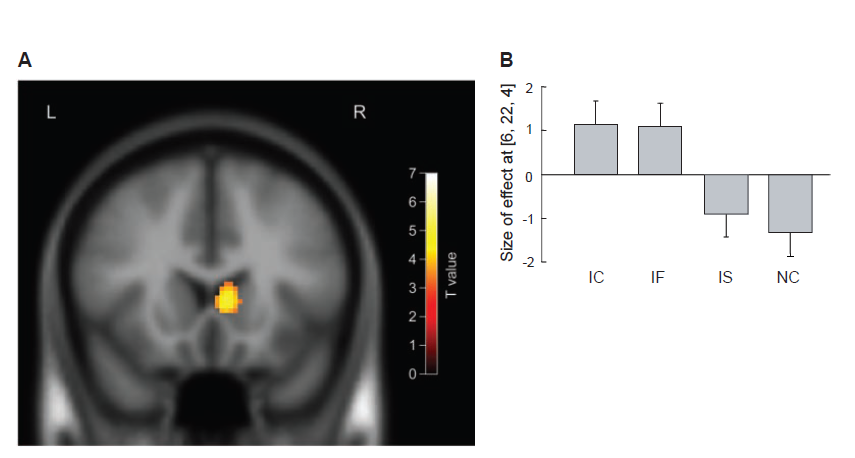 A
L
R
7
6
5
4
3
2
1
0
T value
B
Size of effect at [6, 22, 4]
2
1
0
-1
-2
IC
IF
IS
NC